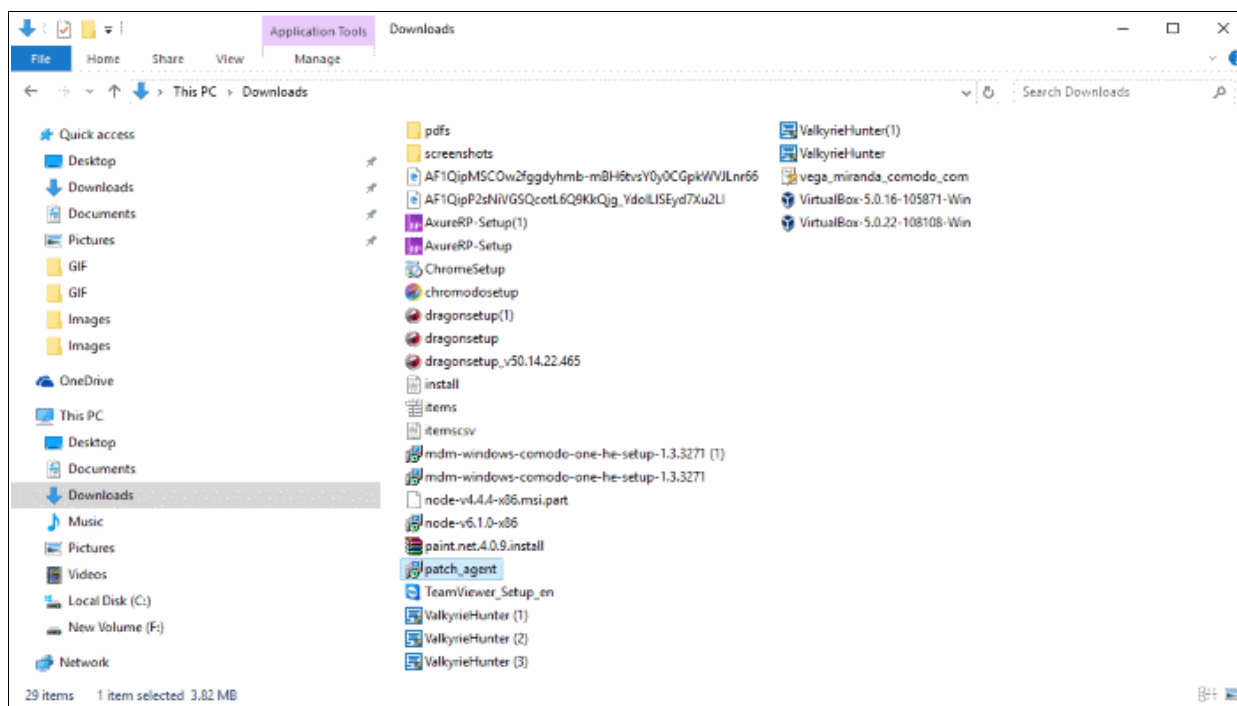 Application Tools
Downloads
File
Home
Share
View
Manage
This PC
Downloads
Search Downloads
Quick access
Desktop
Downloads
Documents
Pictures
GIF
GIF
Images
Images
OneDrive
This PC
Desktop
Documents
Downloads
Music
Pictures
Videos
Local Disk (C:)
New Volume (F:)
Network
pdfs
screenshots
AxureRP-Setup(1)
AxureRP-Setup
ChromeSetup
chromodosetup
dragonsetup(1)
dragonsetup
dragonsetup_v50.14.22.465
install
items
itemscsv
mdm-windows-comodo-one-he-setup-1.3.3271 (1)
mdm-windows-comodo-one-he-setup-1.3.3271
node-v4.4.4-x86.msi.part
node-v6.1.0-x86
paint.net.4.0.9.install
patch_agent
TeamViewer_Setup_en
ValkyrieHunter (1)
ValkyrieHunter (2)
ValkyrieHunter (3)
ValkyrieHunter(1)
ValkyrieHunter
vega_miranda_comodo_com
VirtualBox-5.0.16-105871-Win
VirtualBox-5.0.22-108108-Win
29 items
1 item selected 3.82 MB